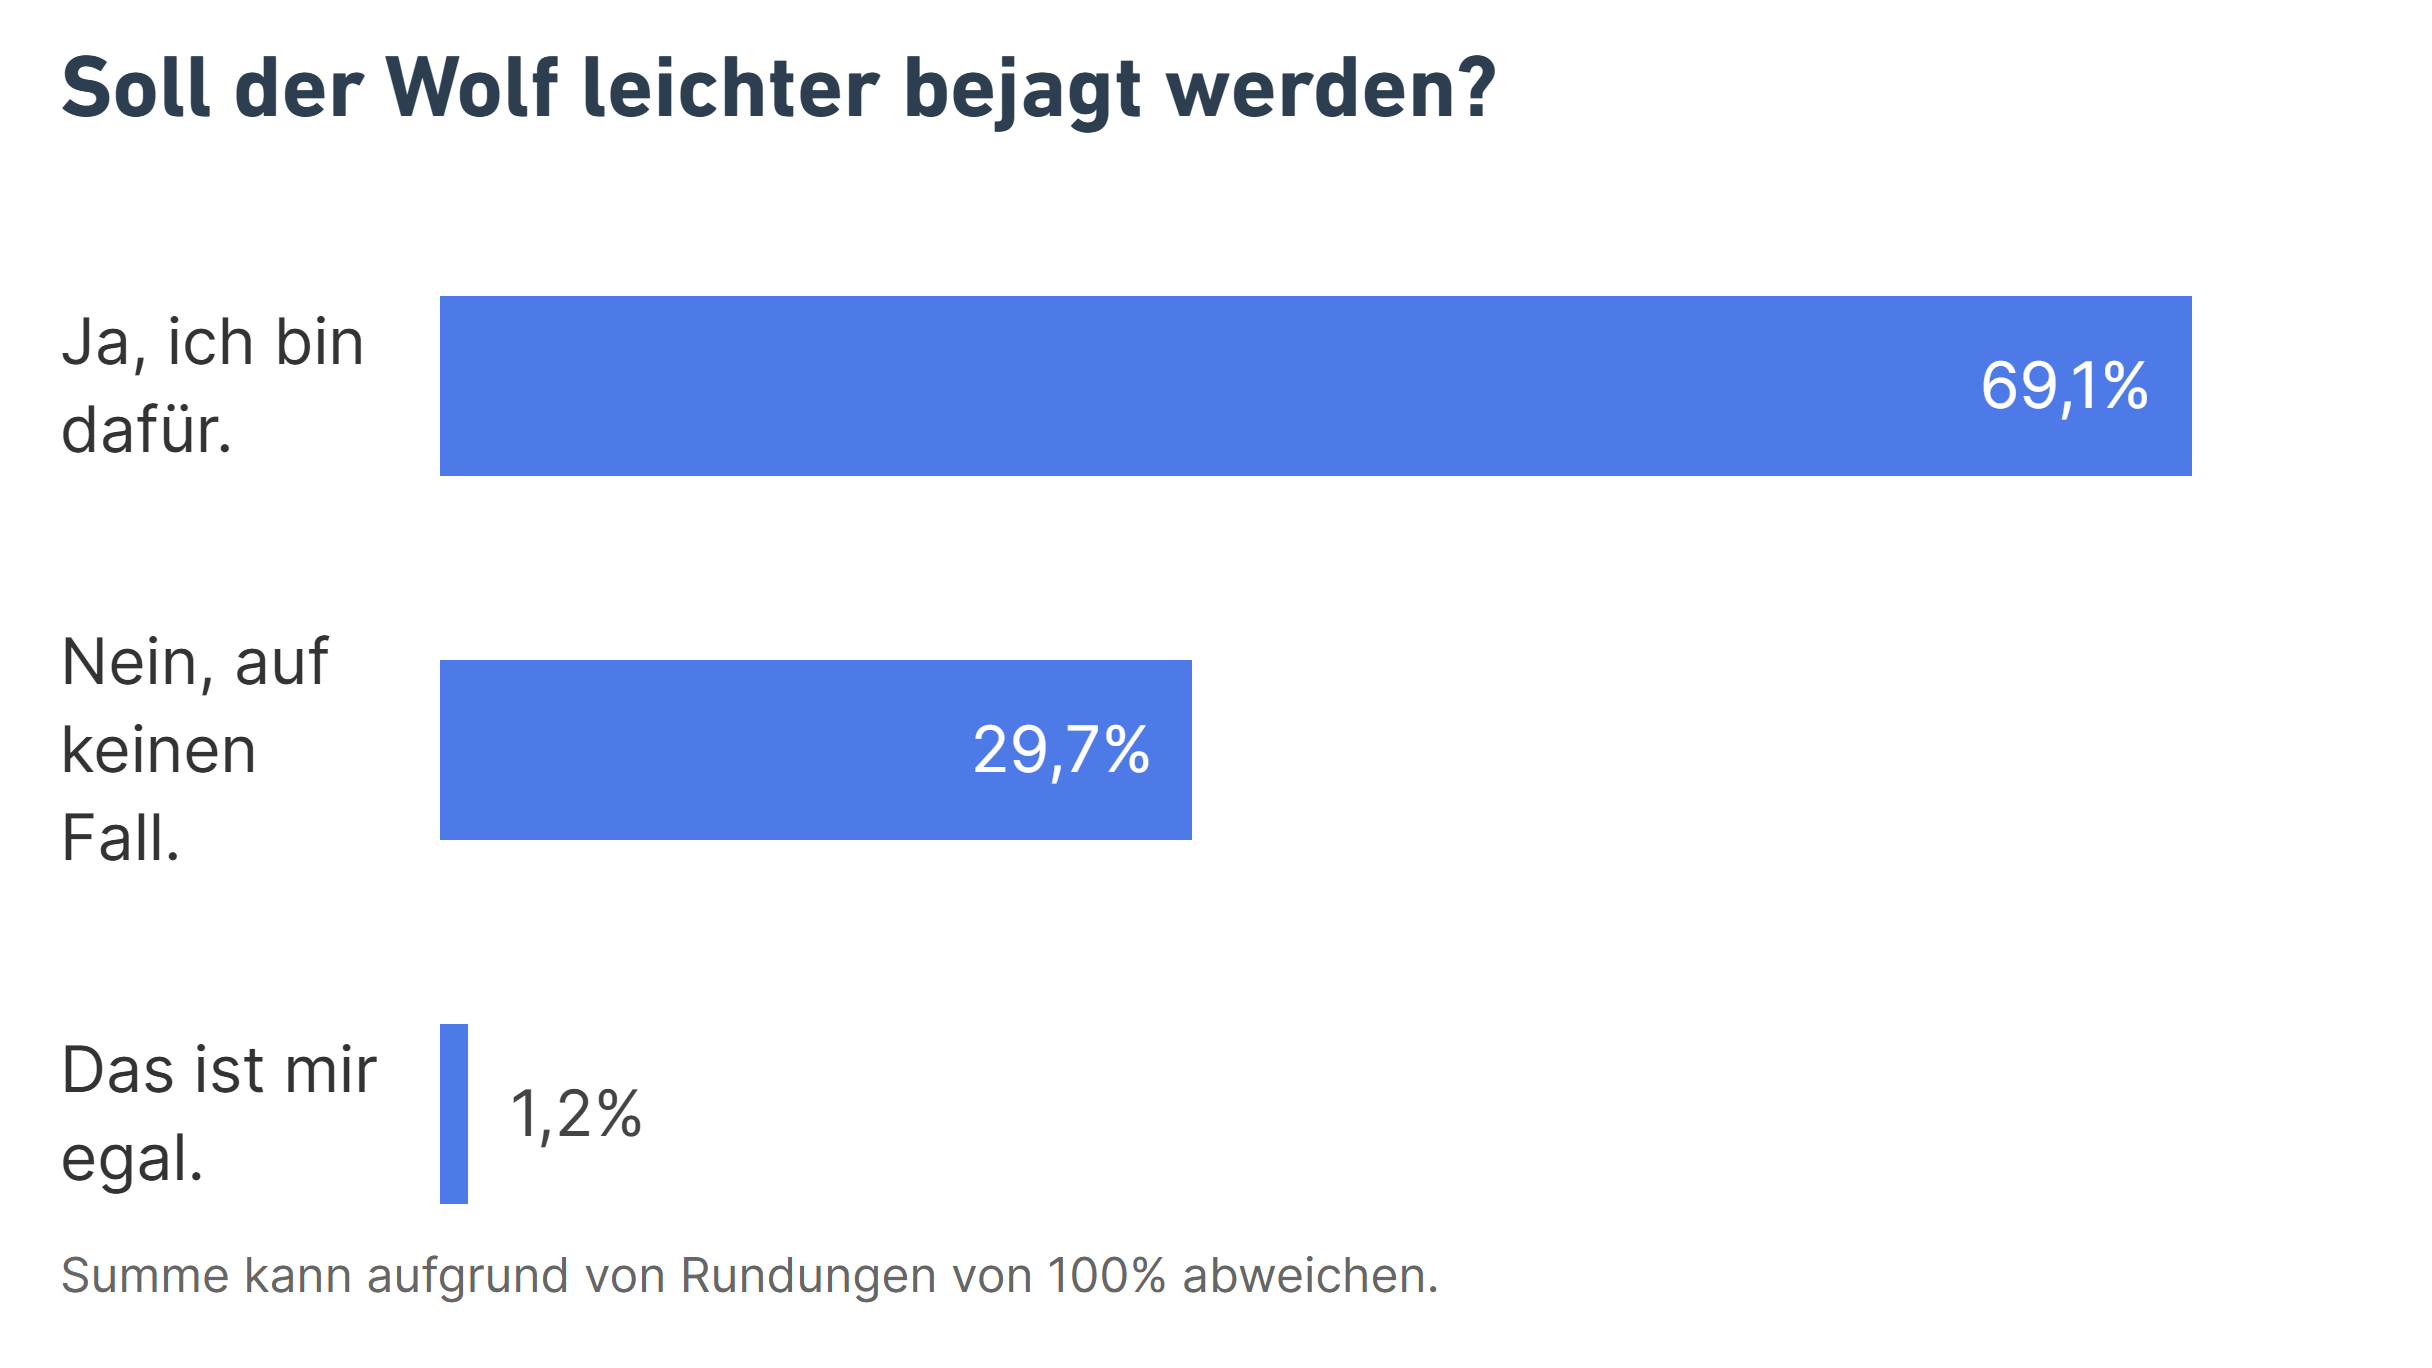 Soll der Wolf leichter bejagt werden?
Ja, ich bin
dafür.
69,1%
Nein, auf
keinen
Fall.
29,7%
Das ist mir
egal.
1,2%
Summe kann aufgrund von Rundungen von 100% abweichen.